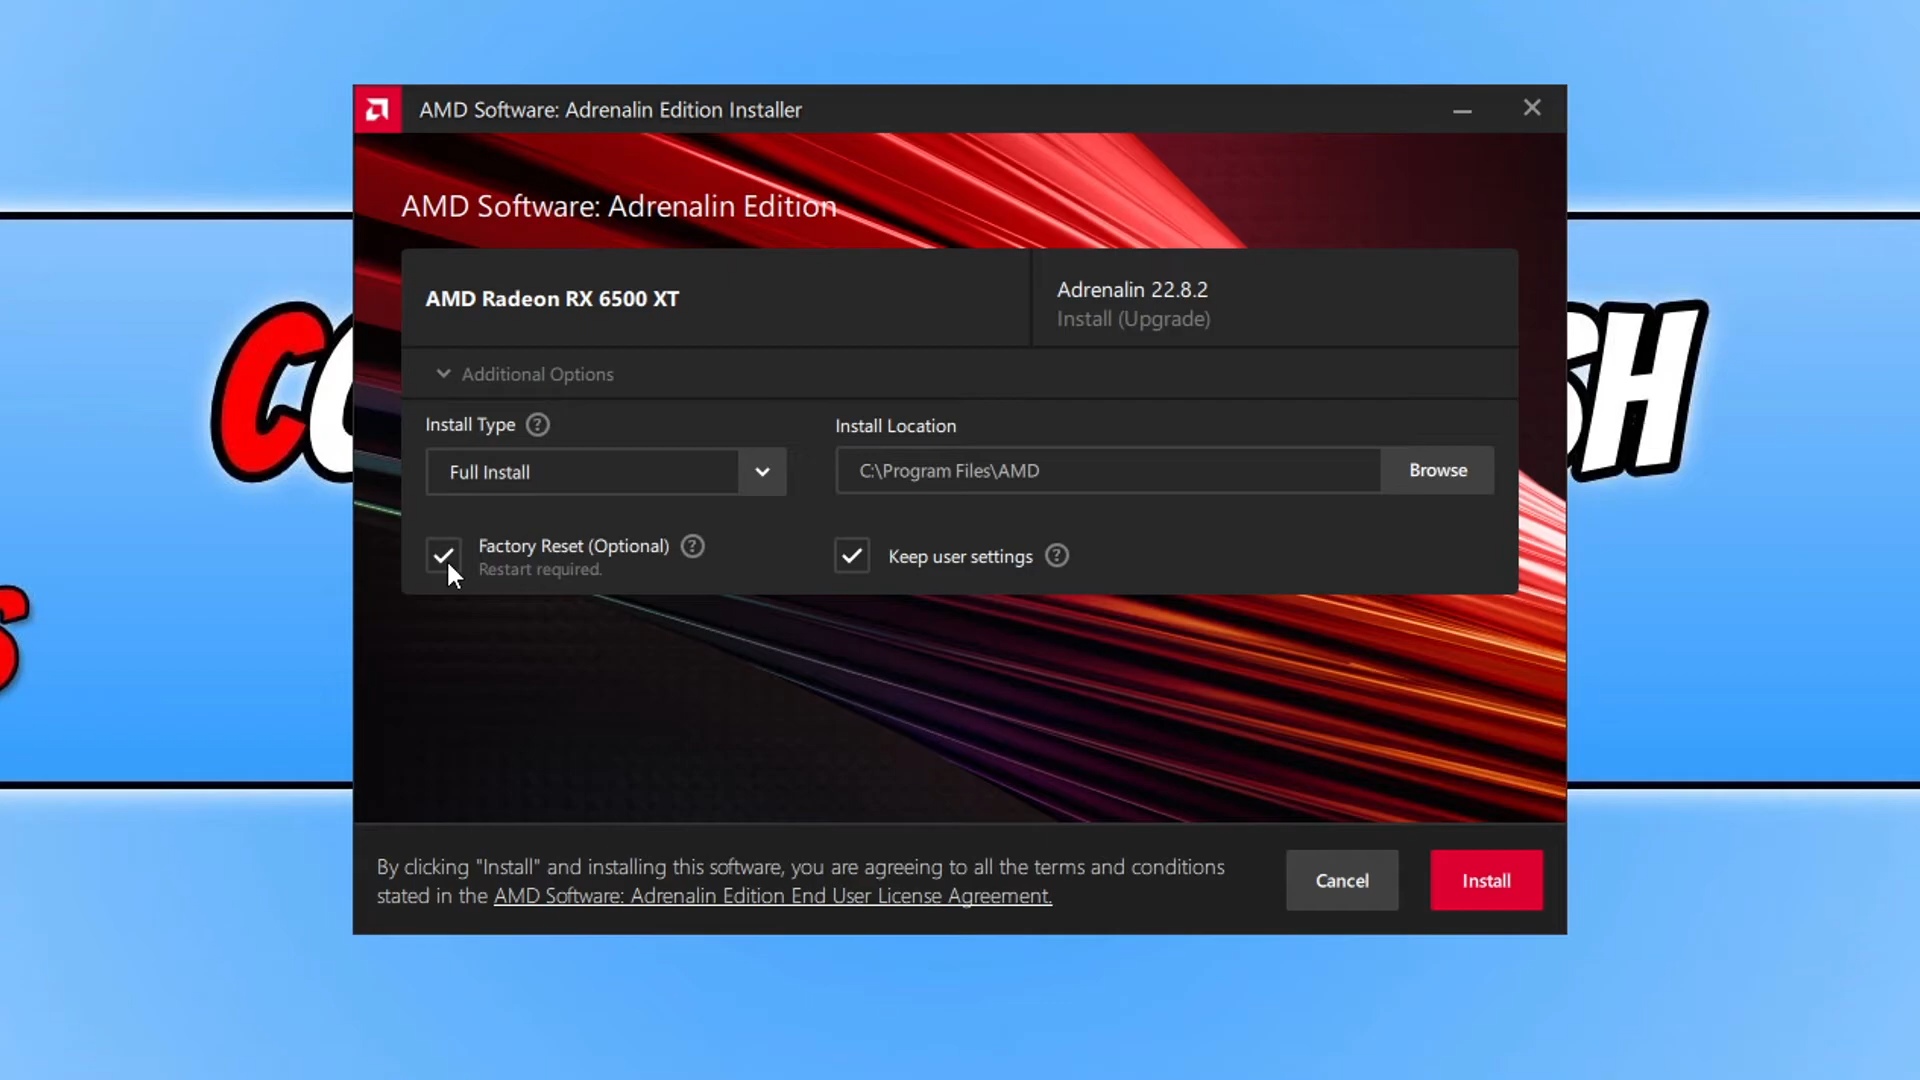 AMD Software: Adrenalin Edition Installer
AMD Software: Adrenalin Edition
AMD Radeon RX 6500 XT
Adrenalin 22.8.2
Install (Upgrade)
Additional Options
Install Type
Install Location
Full Install
C:\Program Files\AMD
Browse
Factory Reset (Optional)
Restart required.
Keep user settings
By clicking "Install" and installing this software, you are agreeing to all the terms and conditions
stated in the AMD Software: Adrenalin Edition End User License Agreement.
Cancel
Install